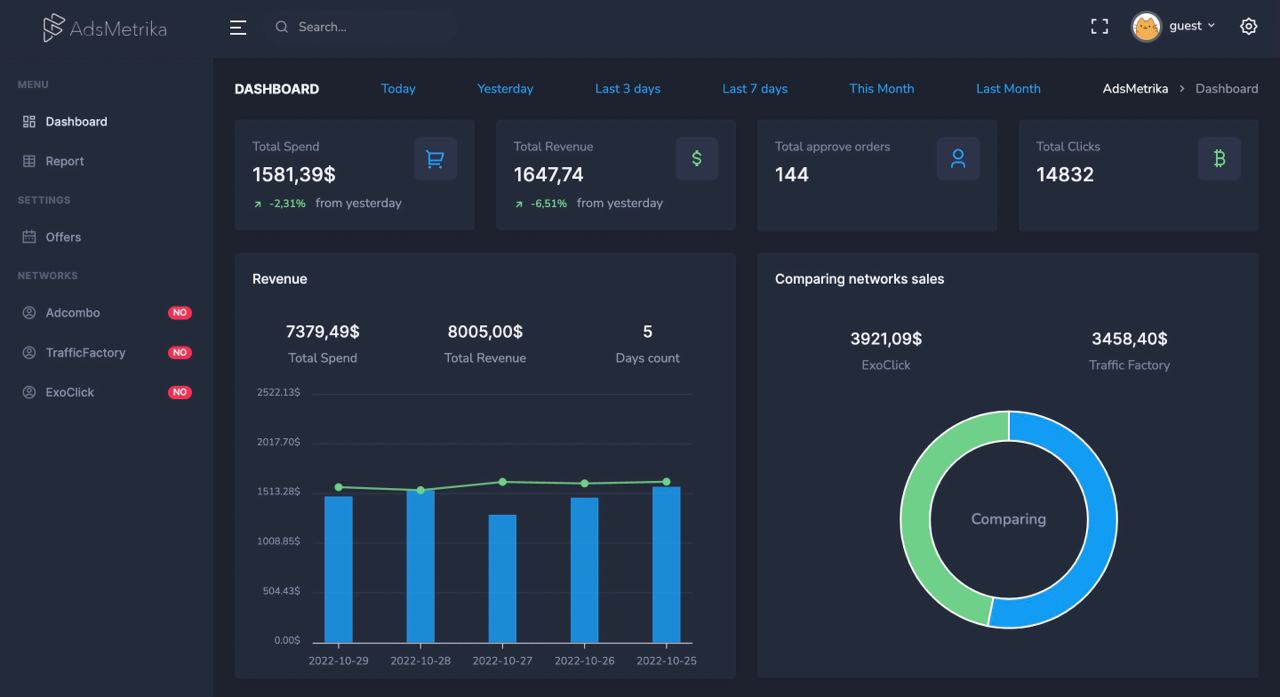 AdsMetrika
Search...
guest
MENU
Dashboard
Report
SETTINGS
Offers
NETWORKS
Adcombo NO
TrafficFactory NO
ExoClick NO
DASHBOARD Today Yesterday Last 3 days Last 7 days This Month Last Month AdsMetrika > Dashboard
Total Spend
1581,39$
-2,31% from yesterday
Total Revenue
1647,74
-6,51% from yesterday
Total approve orders
144
Total Clicks
14832
Revenue
7379,49$ 8005,00$ 5
Total Spend Total Revenue Days count
2522.13$
2017.70$
1513.28$
1008.85$
504.43$
0.00$
2022-10-29 2022-10-28 2022-10-27 2022-10-26 2022-10-25
Comparing networks sales
3921,09$ 3458,40$
ExoClick Traffic Factory
Comparing